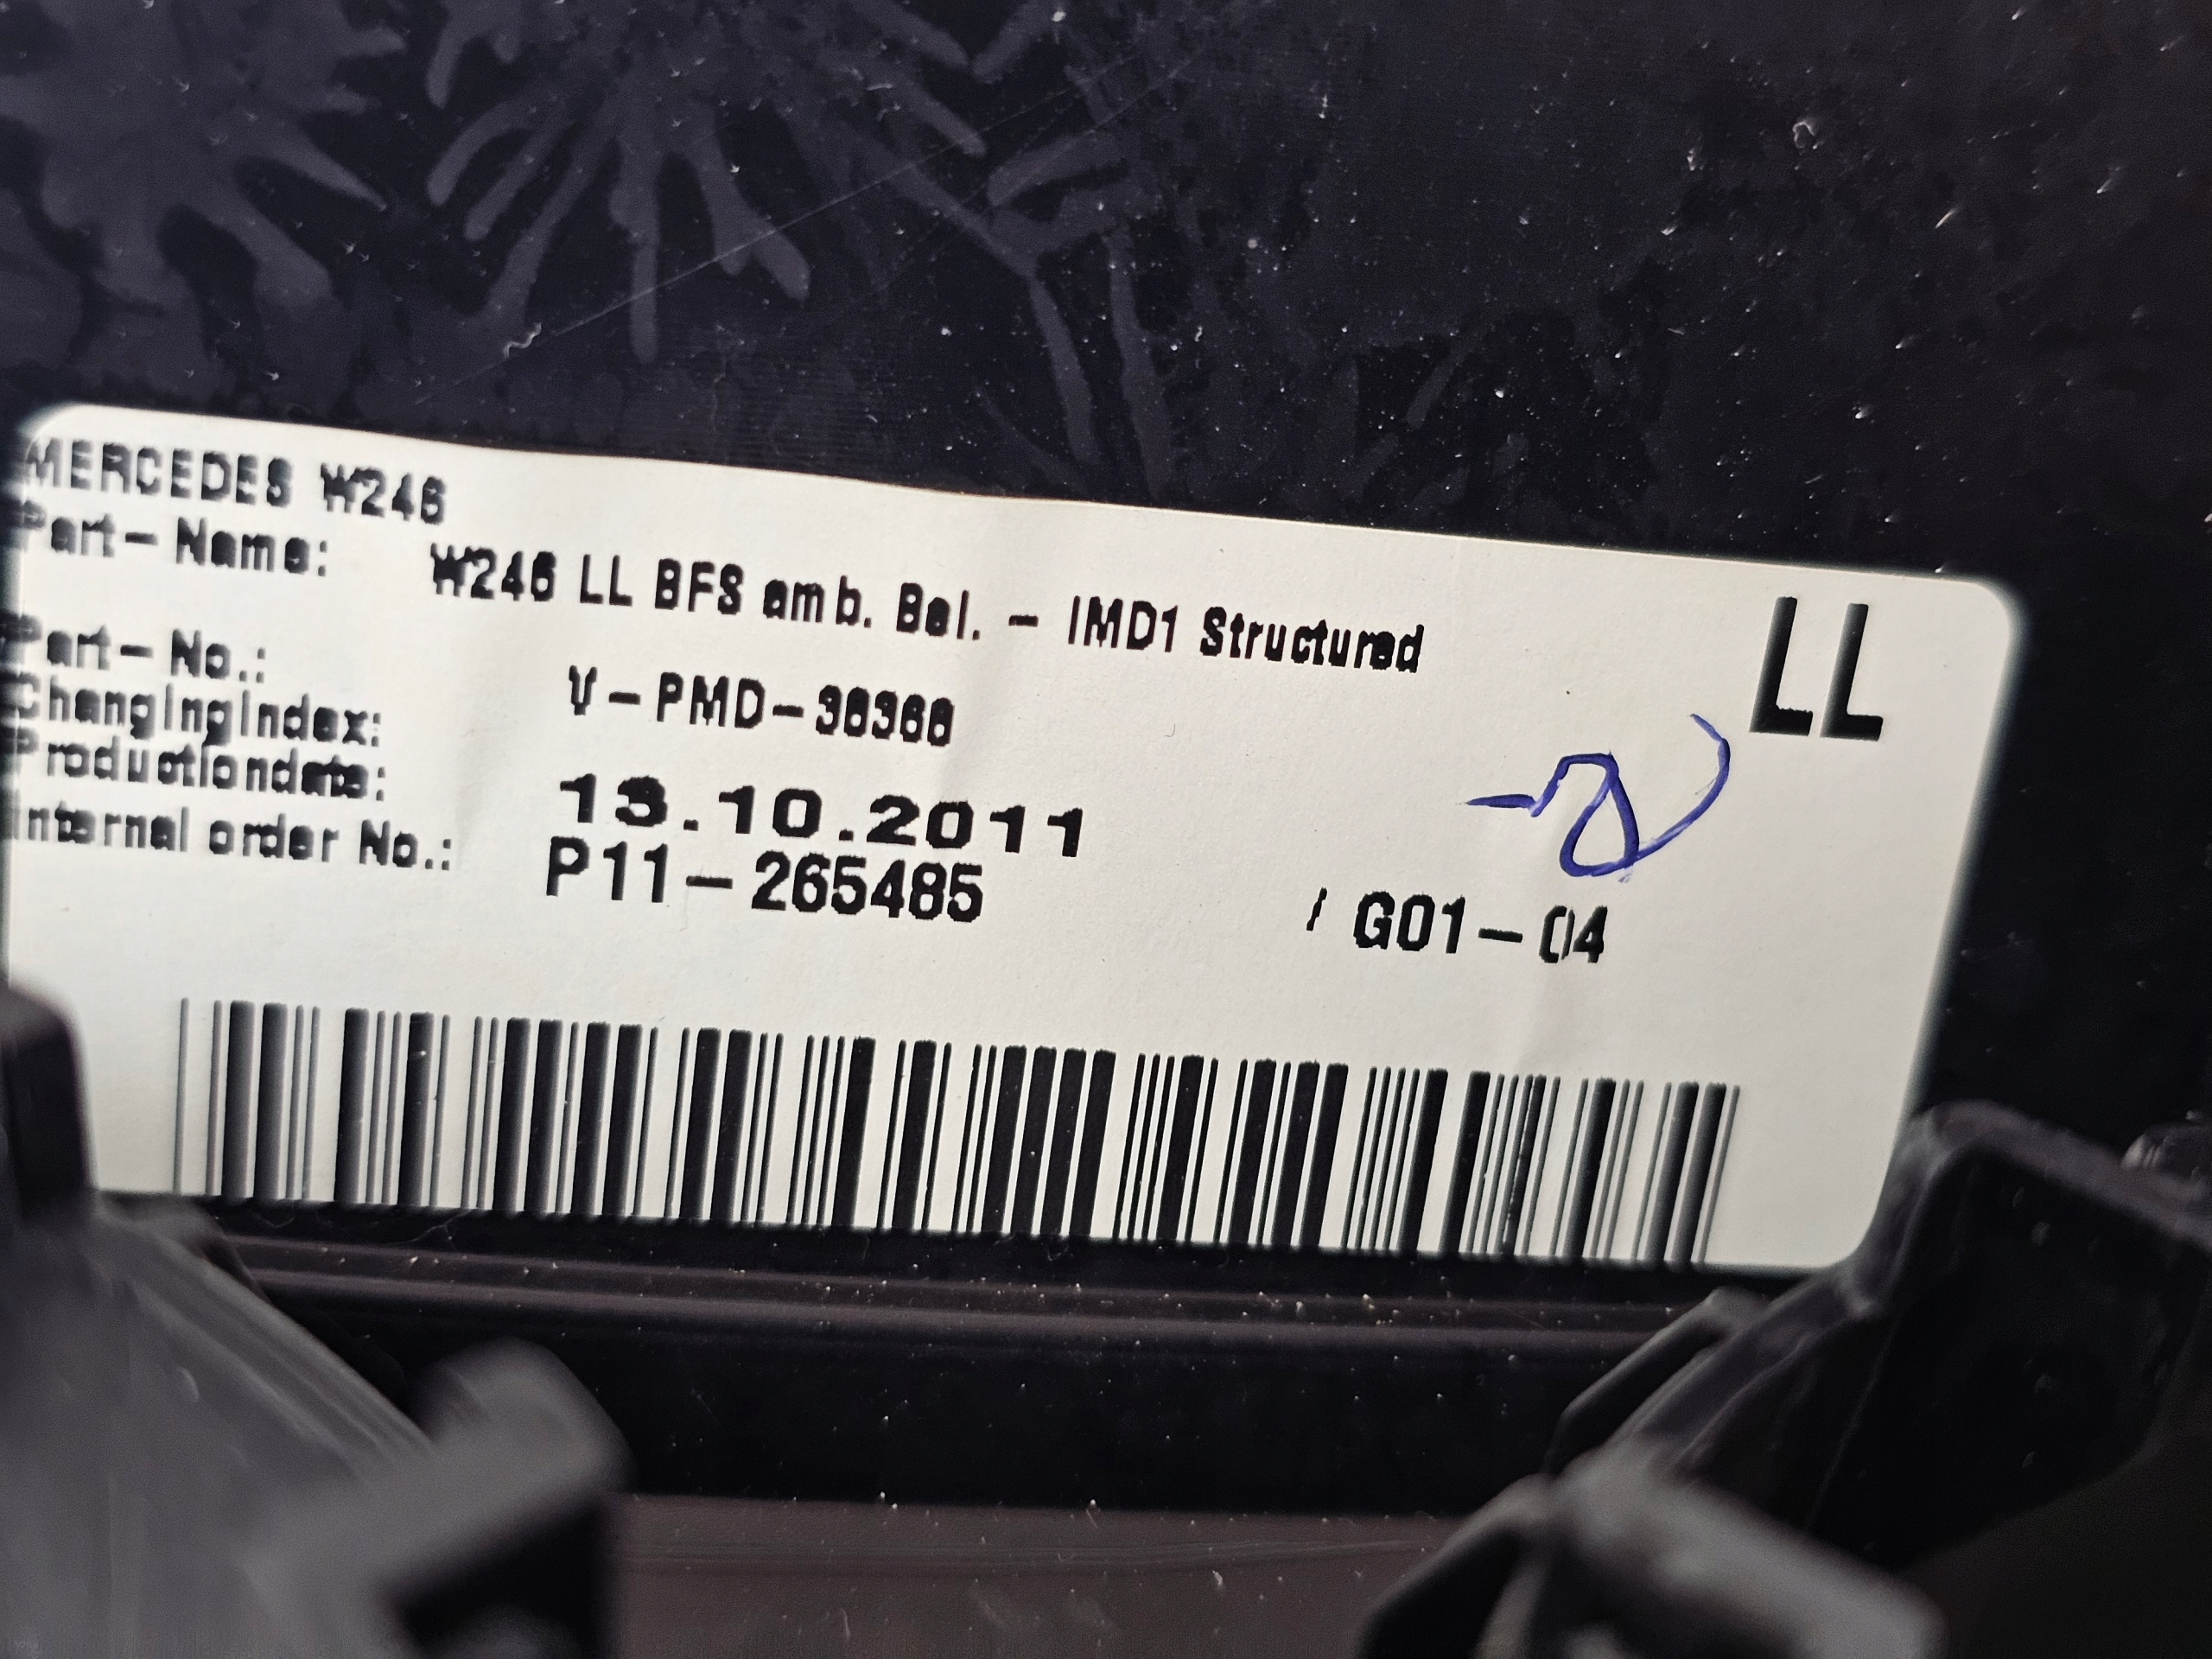 MERCEDES W246
Part-Name: W246 LL BFS amb. Bel. - IMD1 Structured
LL
Part-No.: V-PMD-30360
ChangingIndex:
Productiondate: 13.10.2011
Internal order No.: P11-265485 / G01-04